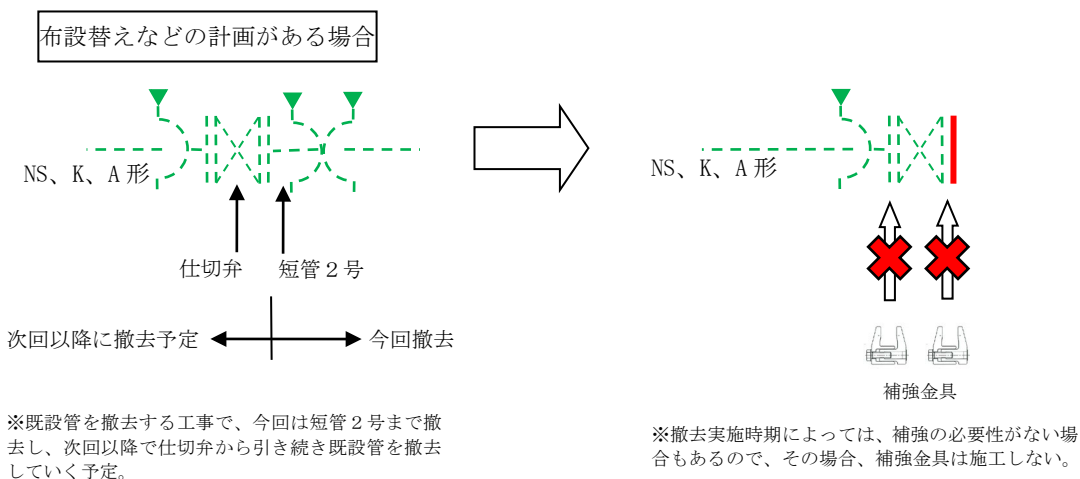 布設替えなどの計画がある場合
NS、K、A 形
仕切弁
短管２号
次回以降に撤去予定
今回撤去
※既設管を撤去する工事で、今回は短管２号まで撤
去し、次回以降で仕切弁から引き続き既設管を撤去
していく予定。
NS、K、A 形
補強金具
※撤去実施時期によっては、補強の必要性がない場
合もあるので、その場合、補強金具は施工しない。